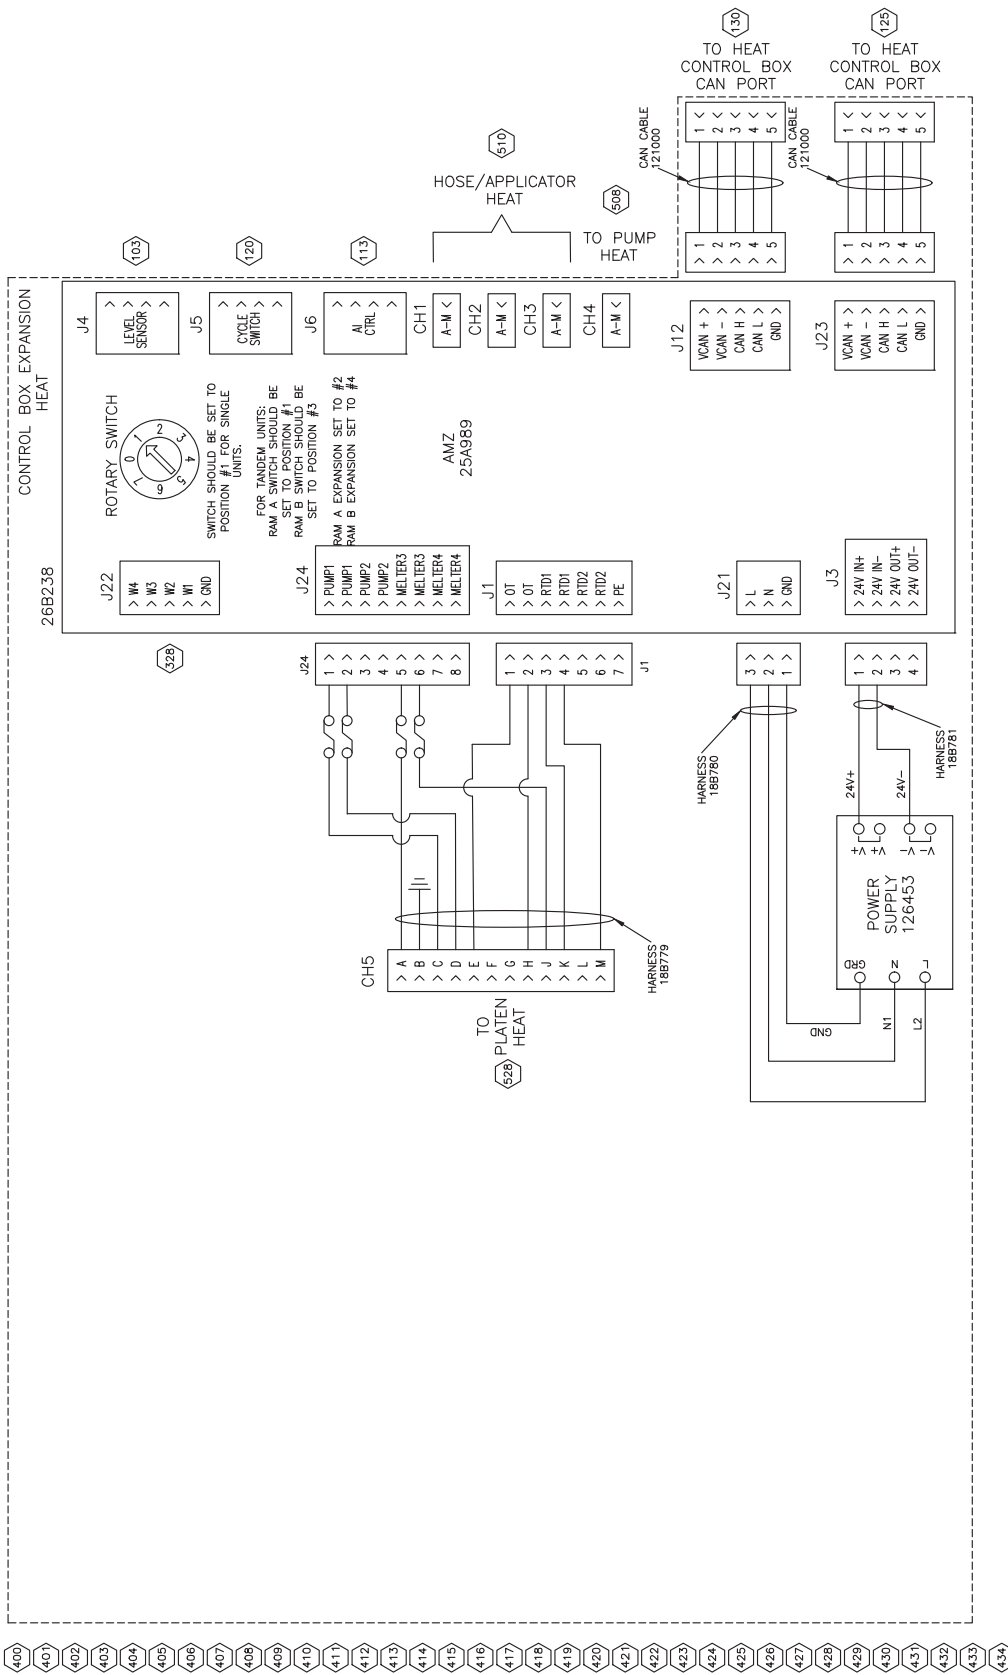 130
TO HEAT
CONTROL BOX
CAN PORT
125
TO HEAT
CONTROL BOX
CAN PORT
CAN CABLE
121000
1
2
3
4
5
CAN CABLE
121000
1
2
3
4
5
1
2
3
4
5
1
2
3
4
5
510
HOSE/APPLICATOR
HEAT
508
TO PUMP
HEAT
103
120
113
CONTROL BOX EXPANSION
HEAT
26B238
J4
LEVEL
SENSOR
J5
CYCLE
SWITCH
J6
AI
CTRL
CH1
A-M
CH2
A-M
CH3
A-M
CH4
A-M
J12
VCAN +
VCAN -
CAN H
CAN L
GND
J23
VCAN +
VCAN -
CAN H
CAN L
GND
ROTARY SWITCH
0
1
2
3
4
5
6
7
SWITCH SHOULD BE SET TO
POSITION #1 FOR SINGLE
UNITS.
FOR TANDEM UNITS:
RAM A SWITCH SHOULD BE
SET TO POSITION #1
RAM B SWITCH SHOULD BE
SET TO POSITION #3
RAM A EXPANSION SET TO #2
RAM B EXPANSION SET TO #4
AMZ
25A989
J22
W4
W3
W2
W1
GND
J24
PUMP1
PUMP1
PUMP2
PUMP2
MELTER3
MELTER3
MELTER4
MELTER4
J1
OT
OT
RTD1
RTD1
RTD2
RTD2
PE
J21
L
N
GND
J3
24V IN+
24V IN-
24V OUT+
24V OUT-
328
J24
1
2
3
4
5
6
7
8
1
2
3
4
5
6
7
J1
3
2
1
1
2
3
4
HARNESS
18B780
HARNESS
18B781
24V+
24V-
V+
V+
V-
V-
POWER
SUPPLY
126453
GRD
N
L
GND
N1
L2
CH5
A
B
C
D
E
F
G
H
J
K
L
M
HARNESS
18B779
TO
PLATEN
HEAT
528
400
401
402
403
404
405
406
407
408
409
410
411
412
413
414
415
416
417
418
419
420
421
422
423
424
425
426
427
428
429
430
431
432
433
434